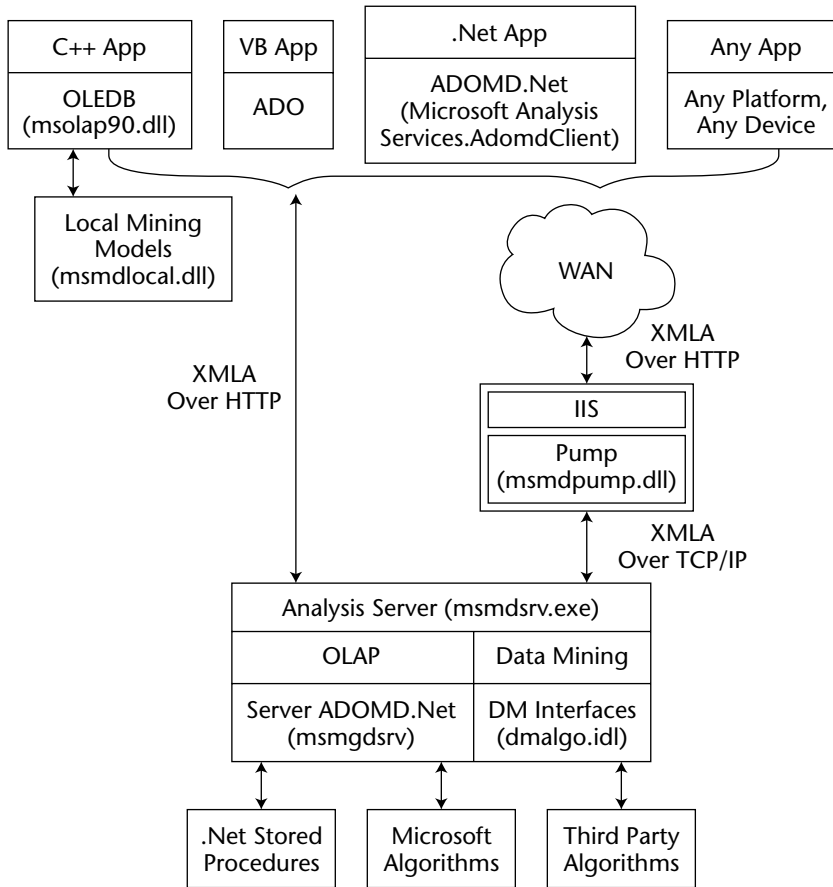 C++ App
OLEDB
(msolap90.dll)
VB App
ADO
.Net App
ADOMD.Net
(Microsoft Analysis
Services.AdomdClient)
Any App
Any Platform,
Any Device
Local Mining
Models
(msmdlocal.dll)
WAN
XMLA
Over HTTP
XMLA
Over HTTP
IIS
Pump
(msmdpump.dll)
XMLA
Over TCP/IP
Analysis Server (msmdsrv.exe)
OLAP
Data Mining
Server ADOMD.Net
(msmgdsrv)
DM Interfaces
(dmalgo.idl)
.Net Stored
Procedures
Microsoft
Algorithms
Third Party
Algorithms